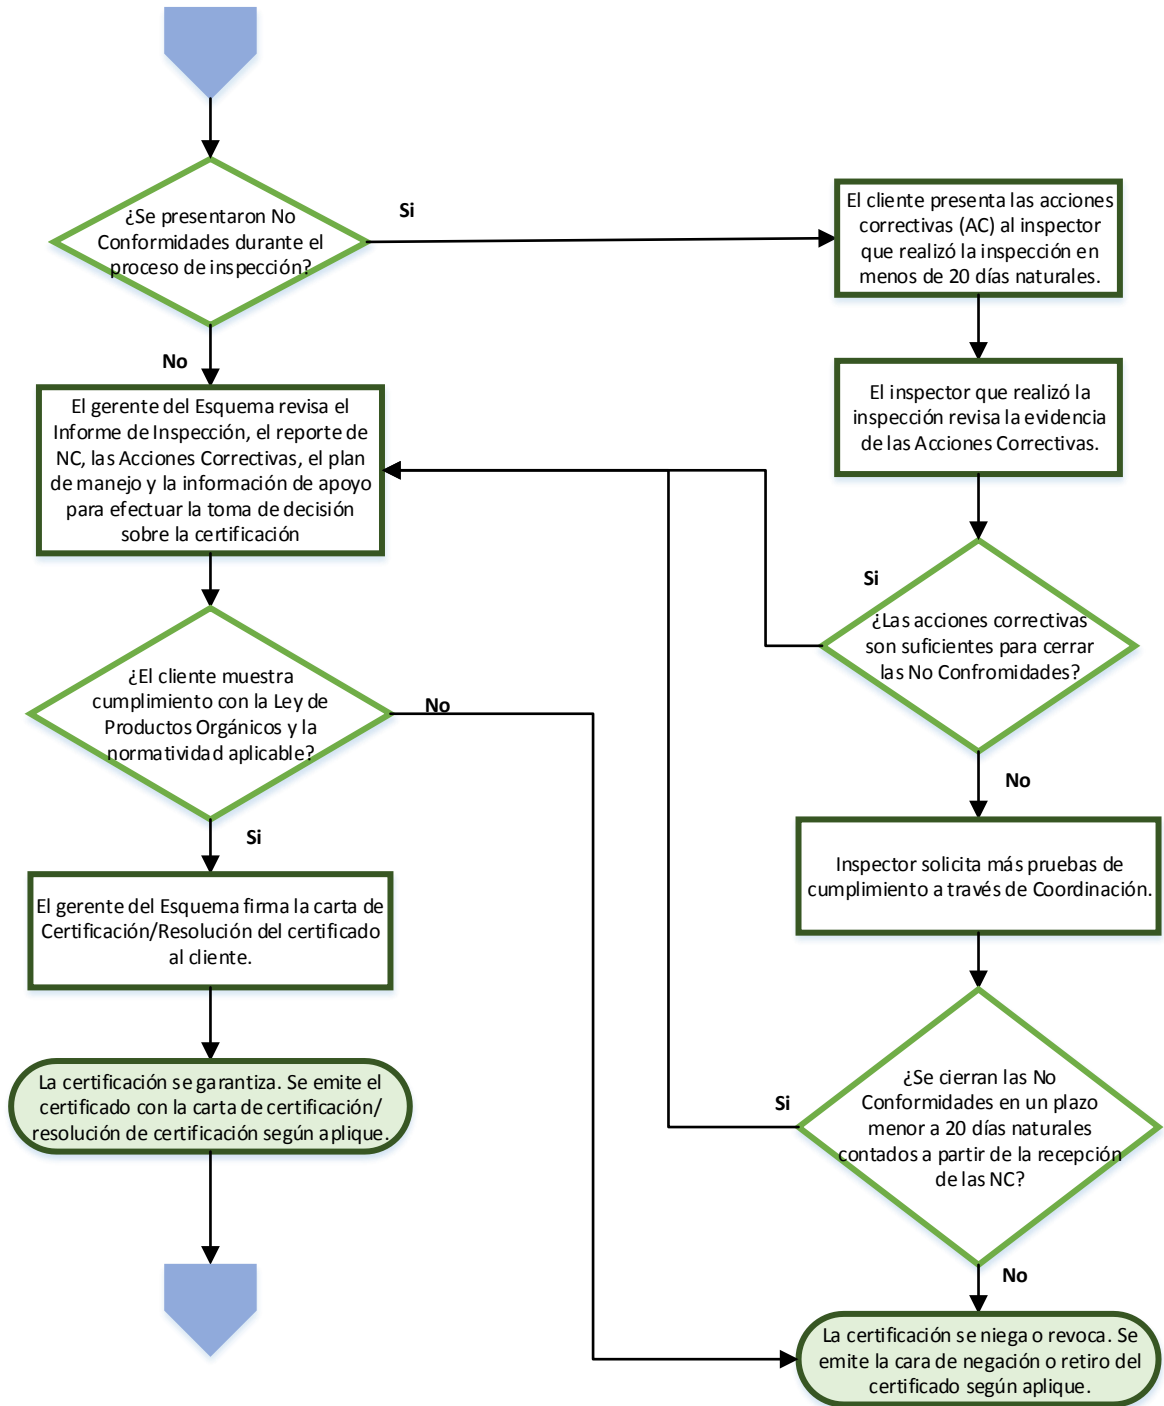 ¿Se presentaron No
Conformidades durante el
proceso de inspección?
Si
No
El cliente presenta las acciones
correctivas (AC) al inspector
que realizó la inspección en
menos de 20 días naturales.
El inspector que realizó la
inspección revisa la evidencia
de las Acciones Correctivas.
El gerente del Esquema revisa el
Informe de Inspección, el reporte de
NC, las Acciones Correctivas, el plan
de manejo y la información de apoyo
para efectuar la toma de decisión
sobre la certificación
Si
¿Las acciones correctivas
son suficientes para cerrar
las No Confromidades?
No
¿El cliente muestra
cumplimiento con la Ley de
Productos Orgánicos y la
normatividad aplicable?
No
Si
Inspector solicita más pruebas de
cumplimiento a través de Coordinación.
El gerente del Esquema firma la carta de
Certificación/Resolución del certificado
al cliente.
La certificación se garantiza. Se emite el
certificado con la carta de certificación/
resolución de certificación según aplique.
¿Se cierran las No
Conformidades en un plazo
menor a 20 días naturales
contados a partir de la recepción
de las NC?
Si
No
La certificación se niega o revoca. Se
emite la cara de negación o retiro del
certificado según aplique.